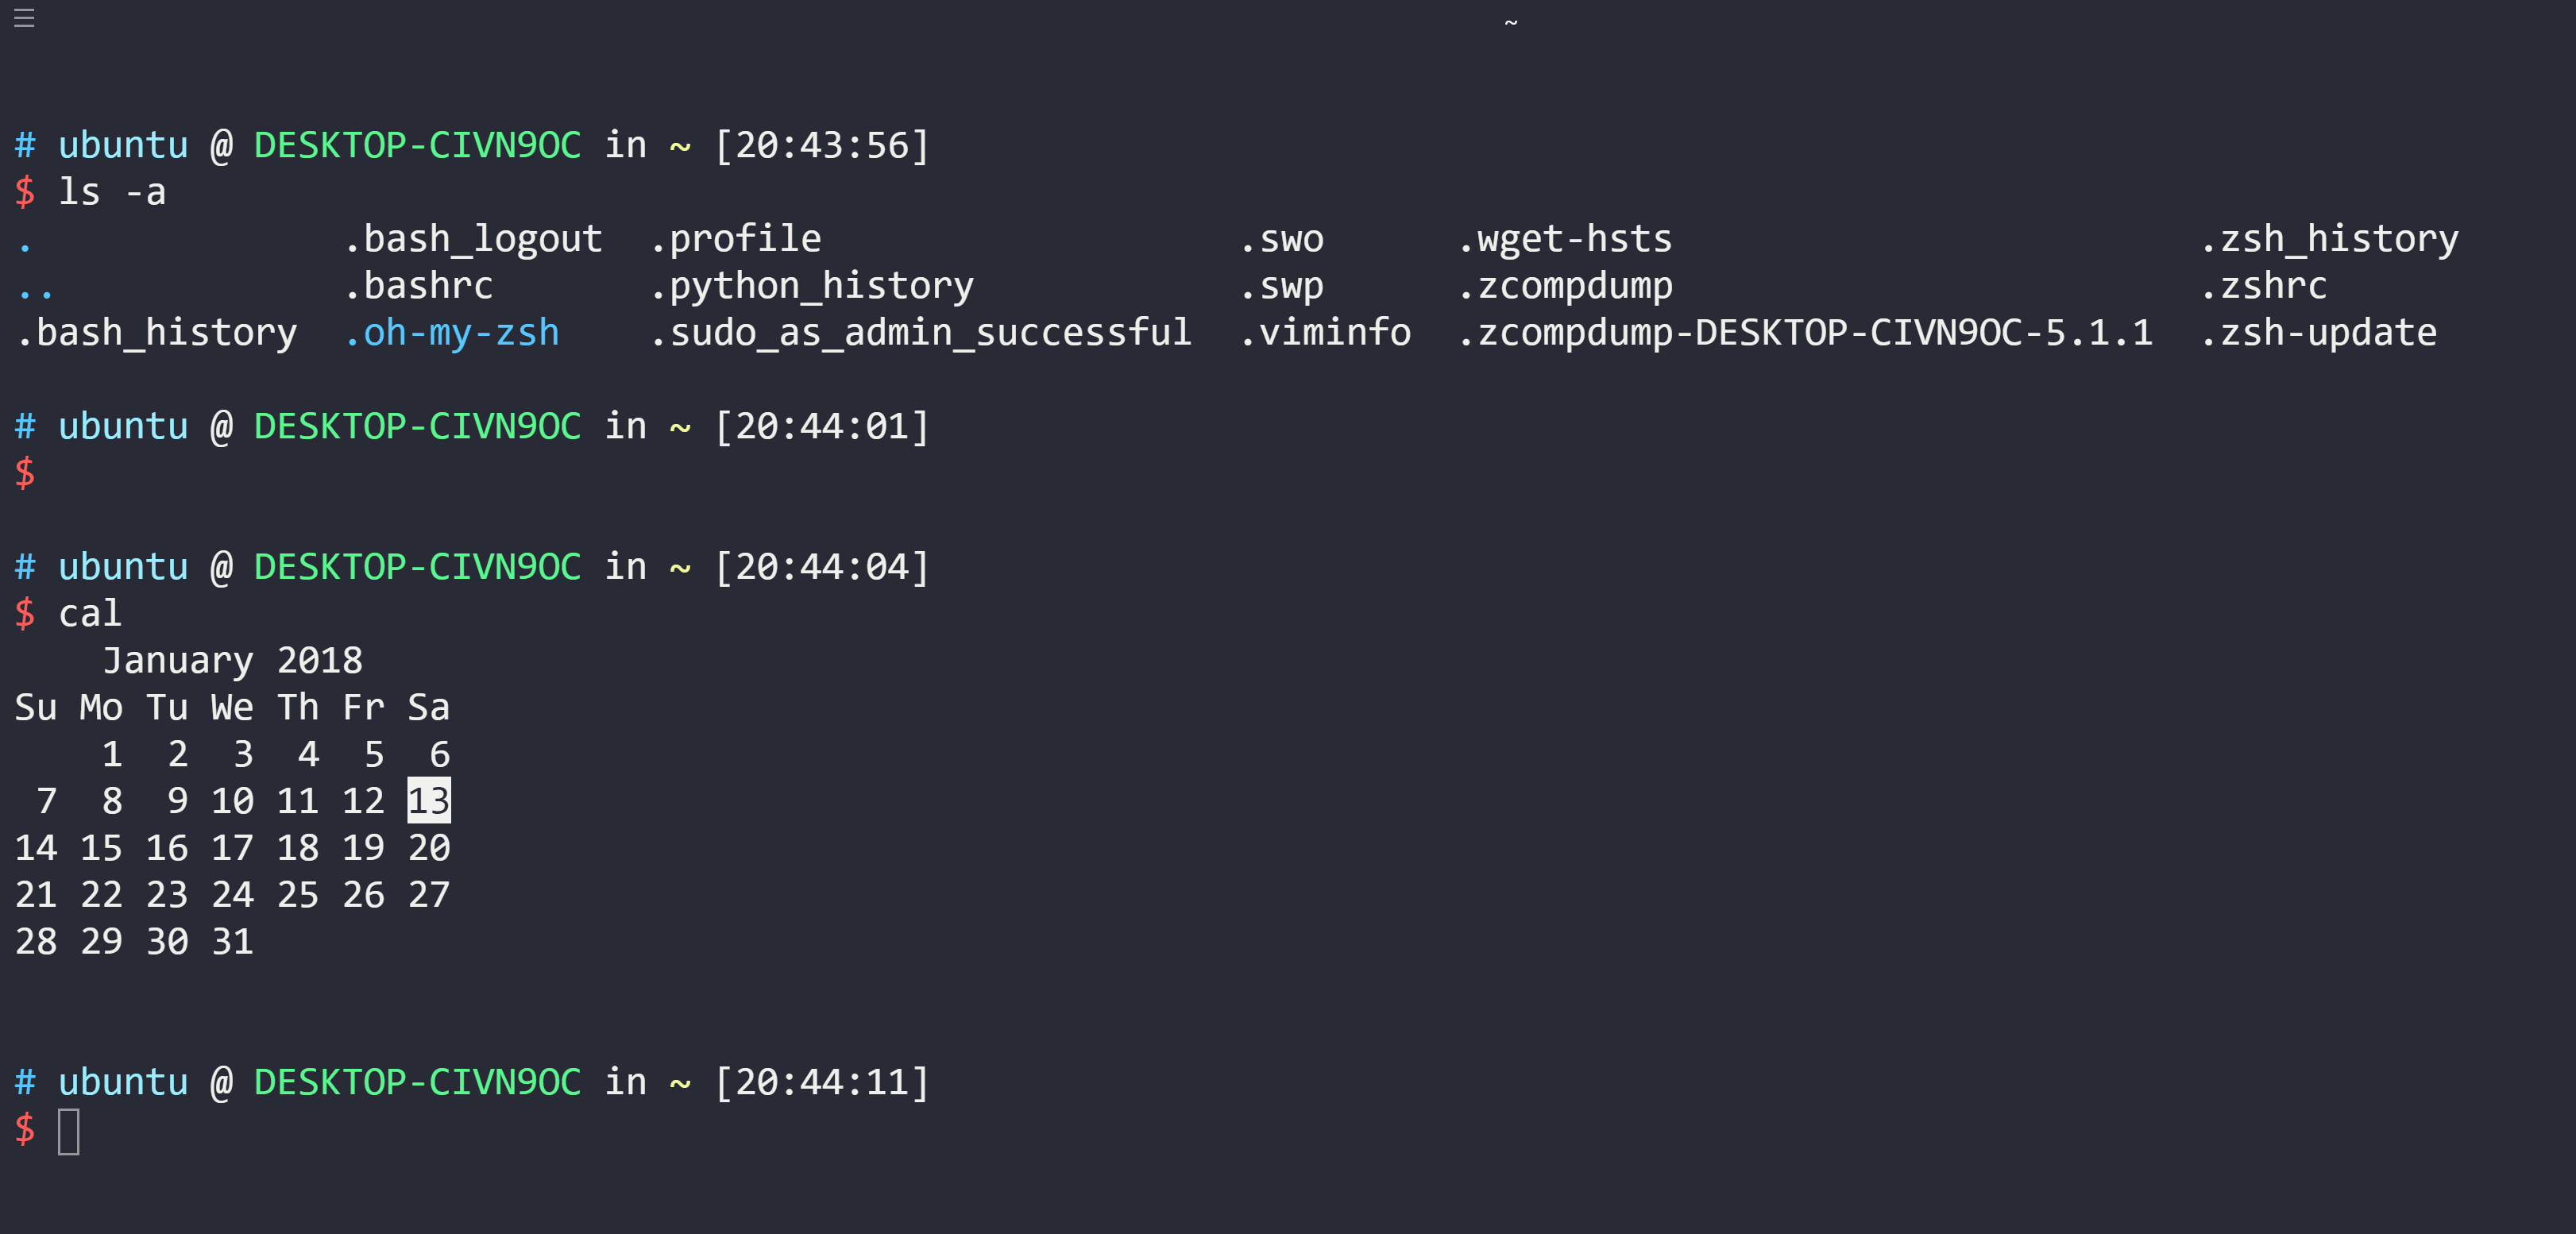 ~
# ubuntu @ DESKTOP-CIVN9OC in ~ [20:43:56]
$ ls -a
.              .bash_logout  .profile                   .swo      .wget-hsts                        .zsh_history
..             .bashrc       .python_history            .swp      .zcompdump                        .zshrc
.bash_history  .oh-my-zsh    .sudo_as_admin_successful  .viminfo  .zcompdump-DESKTOP-CIVN9OC-5.1.1  .zsh-update
# ubuntu @ DESKTOP-CIVN9OC in ~ [20:44:01]
$
# ubuntu @ DESKTOP-CIVN9OC in ~ [20:44:04]
$ cal
    January 2018
Su Mo Tu We Th Fr Sa
    1  2  3  4  5  6
 7  8  9 10 11 12 13
14 15 16 17 18 19 20
21 22 23 24 25 26 27
28 29 30 31
# ubuntu @ DESKTOP-CIVN9OC in ~ [20:44:11]
$